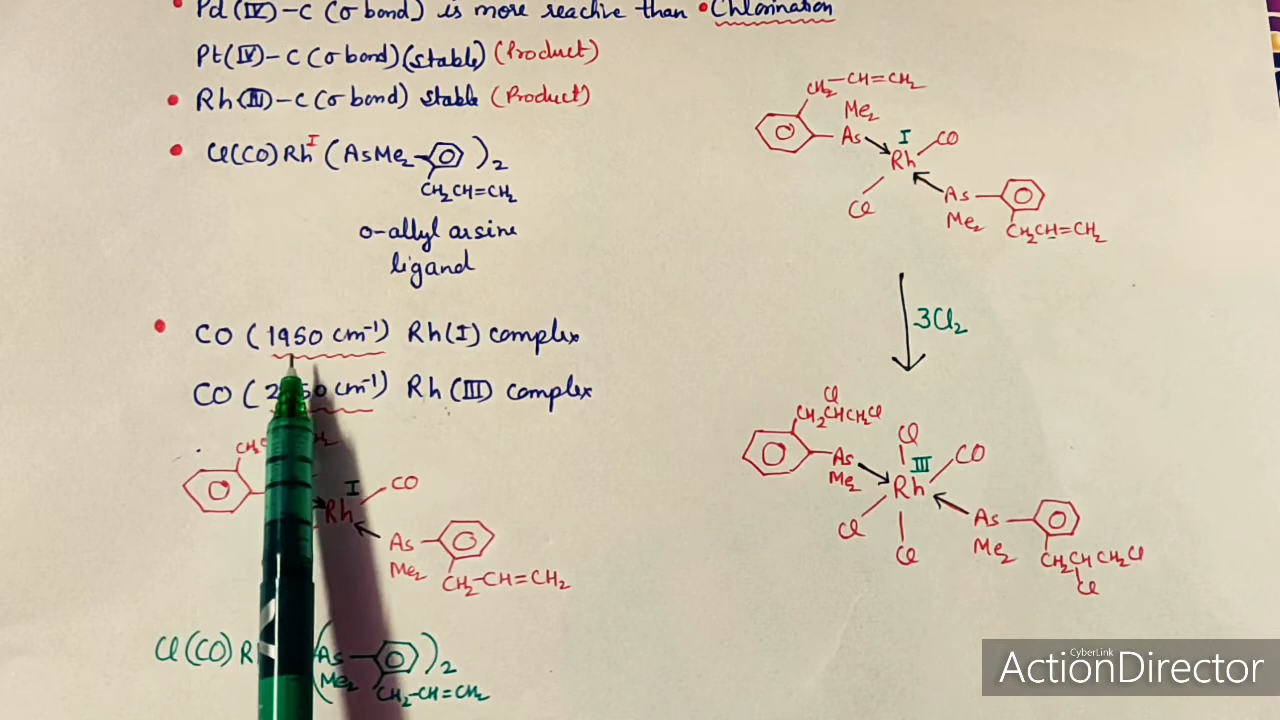 • Pd(IV)-C (σ bond) is more reactive than
Pt(IV)-C (σ bond)(stable) (Product)
• Rh(III)-C (σ bond) stable (Product)
• Cl(CO)Rh^I(AsMe2- )2
CH2CH=CH2
o-allyl arsine
ligand
• CO (1950 cm-1) Rh(I) complex
CO ( cm-1) Rh(III) complex
I
Rh
CO
As
Me2
CH2-CH=CH2
Cl(CO)R
(As )2
Me2
CH2-CH=CH2
• Chlorination
CH2-CH=CH2
Me2
As
I
Rh
CO
Cl
As
Me2
CH2CH=CH2
3Cl2
Cl
CH2CHCH2Cl
As
Me2
Cl
III
Rh
CO
Cl
Cl
As
Me2
CH2CHCH2Cl
Cl
CyberLink
ActionDirector